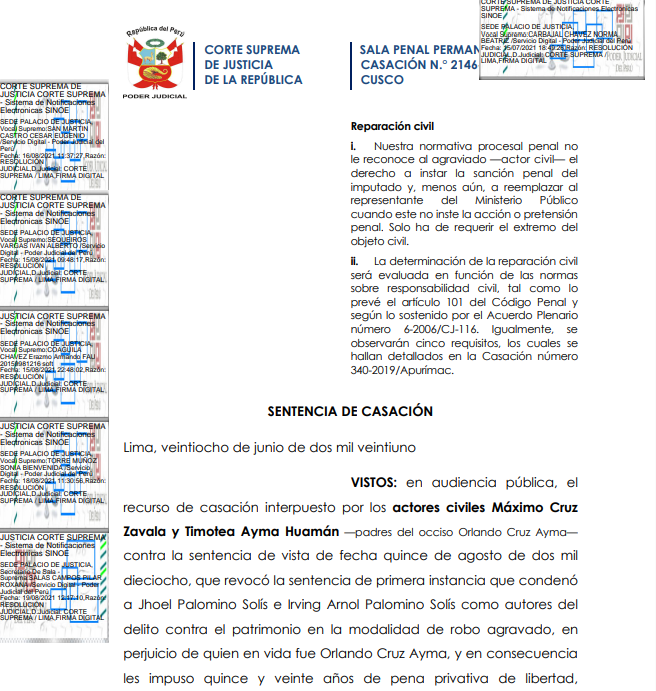 CORTE SUPREMA DE JUSTICIA CORTE
SUPREMA - Sistema de Notificaciones Electronicas
SINOE
SEDE PALACIO DE JUSTICIA,
Vocal Supremo:CARBAJAL CHAVEZ NORMA
BEATRIZ /Servicio Digital - Poder Judicial del Perú
JUDICIAL,D.Judicial: CORTE SUPREMA /
LIMA,FIRMA DIGITAL
República del Perú
PODER JUDICIAL
CORTE SUPREMA
DE JUSTICIA
DE LA REPÚBLICA
SALA PENAL PERMAN
CASACIÓN N.° 2146
CUSCO
CORTE SUPREMA DE
JUSTICIA CORTE SUPREMA
- Sistema de Notificaciones
Electronicas SINOE
SEDE PALACIO DE JUSTICIA,
Vocal Supremo:SAN MARTIN
CASTRO CESAR EUGENIO
/Servicio Digital - Poder Judicial del
Perú
Fecha: 16/08/2021 11:37:27,Razón:
RESOLUCIÓN
JUDICIAL,D.Judicial: CORTE
SUPREMA / LIMA,FIRMA DIGITAL
CORTE SUPREMA DE
JUSTICIA CORTE SUPREMA
- Sistema de Notificaciones
Electronicas SINOE
SEDE PALACIO DE JUSTICIA,
Vocal Supremo:SEQUEIROS
VARGAS IVAN ALBERTO /Servicio
Digital - Poder Judicial del Perú
Fecha: 15/08/2021 09:48:17,Razón:
RESOLUCIÓN
JUDICIAL,D.Judicial: CORTE
SUPREMA / LIMA,FIRMA DIGITAL
JUSTICIA CORTE SUPREMA
- Sistema de Notificaciones
Electronicas SINOE
SEDE PALACIO DE JUSTICIA,
Vocal Supremo:COAGUILA
CHAVEZ Erazmo Armando FAU
20159981216 soft
Fecha: 15/08/2021 22:48:02,Razón:
RESOLUCIÓN
JUDICIAL,D.Judicial: CORTE
SUPREMA / LIMA,FIRMA DIGITAL
JUSTICIA CORTE SUPREMA
- Sistema de Notificaciones
Electronicas SINOE
SEDE PALACIO DE JUSTICIA,
Vocal Supremo:TORRE MUÑOZ
SONIA BIENVENIDA /Servicio
Digital - Poder Judicial del Perú
Fecha: 18/08/2021 11:30:56,Razón:
RESOLUCIÓN
JUDICIAL,D.Judicial: CORTE
SUPREMA / LIMA,FIRMA DIGITAL
JUSTICIA CORTE SUPREMA
- Sistema de Notificaciones
Electronicas SINOE
SEDE PALACIO DE JUSTICIA,
Secretario De Sala -
Suprema:SALAS CAMPOS PILAR
ROXANA /Servicio Digital - Poder
Judicial del Perú
Fecha: 19/08/2021 12:17:10,Razón:
RESOLUCIÓN
JUDICIAL,D.Judicial: CORTE
SUPREMA / LIMA,FIRMA DIGITAL
Reparación civil
i. Nuestra normativa procesal penal no
le reconoce al agraviado —actor civil— el
derecho a instar la sanción penal del
imputado y, menos aún, a reemplazar al
representante del Ministerio Público
cuando este no inste la acción o pretensión
penal. Solo ha de requerir el extremo del
objeto civil.
ii. La determinación de la reparación civil
será evaluada en función de las normas
sobre responsabilidad civil, tal como lo
prevé el artículo 101 del Código Penal y
según lo sostenido por el Acuerdo Plenario
número 6-2006/CJ-116. Igualmente, se
observarán cinco requisitos, los cuales se
hallan detallados en la Casación número
340-2019/Apurímac.
SENTENCIA DE CASACIÓN
Lima, veintiocho de junio de dos mil veintiuno
VISTOS: en audiencia pública, el
recurso de casación interpuesto por los actores civiles Máximo Cruz
Zavala y Timotea Ayma Huamán —padres del occiso Orlando Cruz Ayma—
contra la sentencia de vista de fecha quince de agosto de dos mil
dieciocho, que revocó la sentencia de primera instancia que condenó
a Jhoel Palomino Solís e Irving Arnol Palomino Solís como autores del
delito contra el patrimonio en la modalidad de robo agravado, en
perjuicio de quien en vida fue Orlando Cruz Ayma, y en consecuencia
les impuso quince y veinte años de pena privativa de libertad,